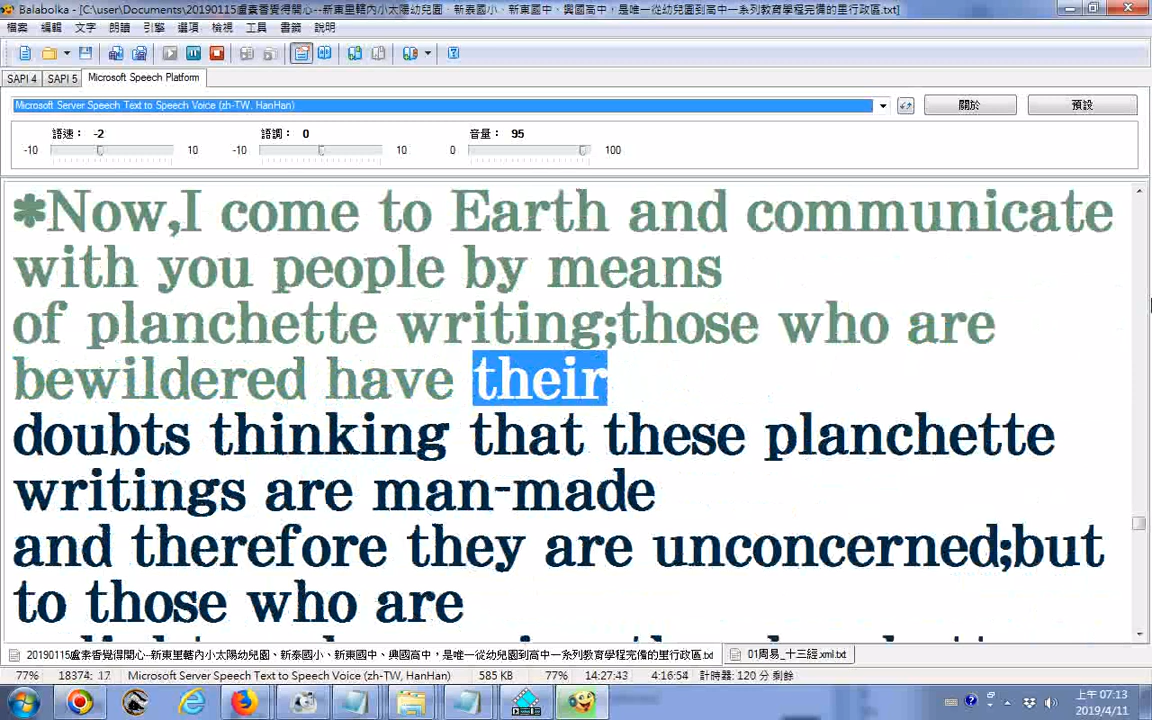 Balabolka - [C:\user\Documents\20190115盧素香覺得開心--新東里轄內小太陽幼兒園、新泰國小、新東國中、興國高中，是唯一從幼兒園到高中一系列教育學程完備的里行政區.txt]
檔案 編輯 文字 朗讀 引擎 選項 檢視 工具 書籤 說明
SAPI 4 SAPI 5 Microsoft Speech Platform
Microsoft Server Speech Text to Speech Voice (zh-TW, HanHan) 關於 預設
語速： -2 語調： 0 音量： 95
-10 10 -10 10 0 100
*Now,I come to Earth and communicate
with you people by means
of planchette writing;those who are
bewildered have their
doubts thinking that these planchette
writings are man-made
and therefore they are unconcerned;but
to those who are
20190115盧素香覺得開心--新東里轄內小太陽幼兒園、新泰國小、新東國中、興國高中，是唯一從幼兒園到高中一系列教育學程完備的里行政區.txt 01周易_十三經.xml.txt
77% 18374: 17 Microsoft Server Speech Text to Speech Voice (zh-TW, HanHan) 585 KB 77% 14:27:43 4:16:54 計時器: 120 分 剩餘
上午 07:13
2019/4/11